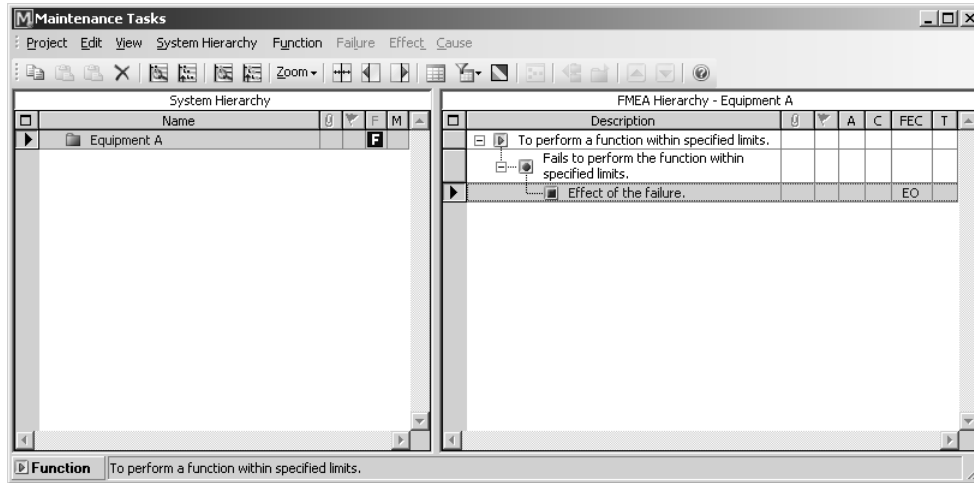 Maintenance Tasks
Project Edit View System Hierarchy Function Failure Effect Cause
Zoom
System Hierarchy
Name F M
Equipment A F
FMEA Hierarchy - Equipment A
Description A C FEC T
To perform a function within specified limits.
Fails to perform the function within
specified limits.
Effect of the failure. EO
Function To perform a function within specified limits.